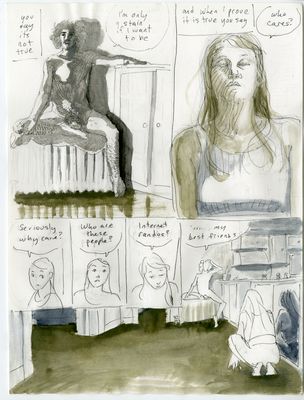 you
say
it's
not
true
I'm only
a stain
if I want
to be
and when I prove
it is true you say
who
cares?
Seriously
why care?
Who are
these
people?
Internet
randos?
my
best friends